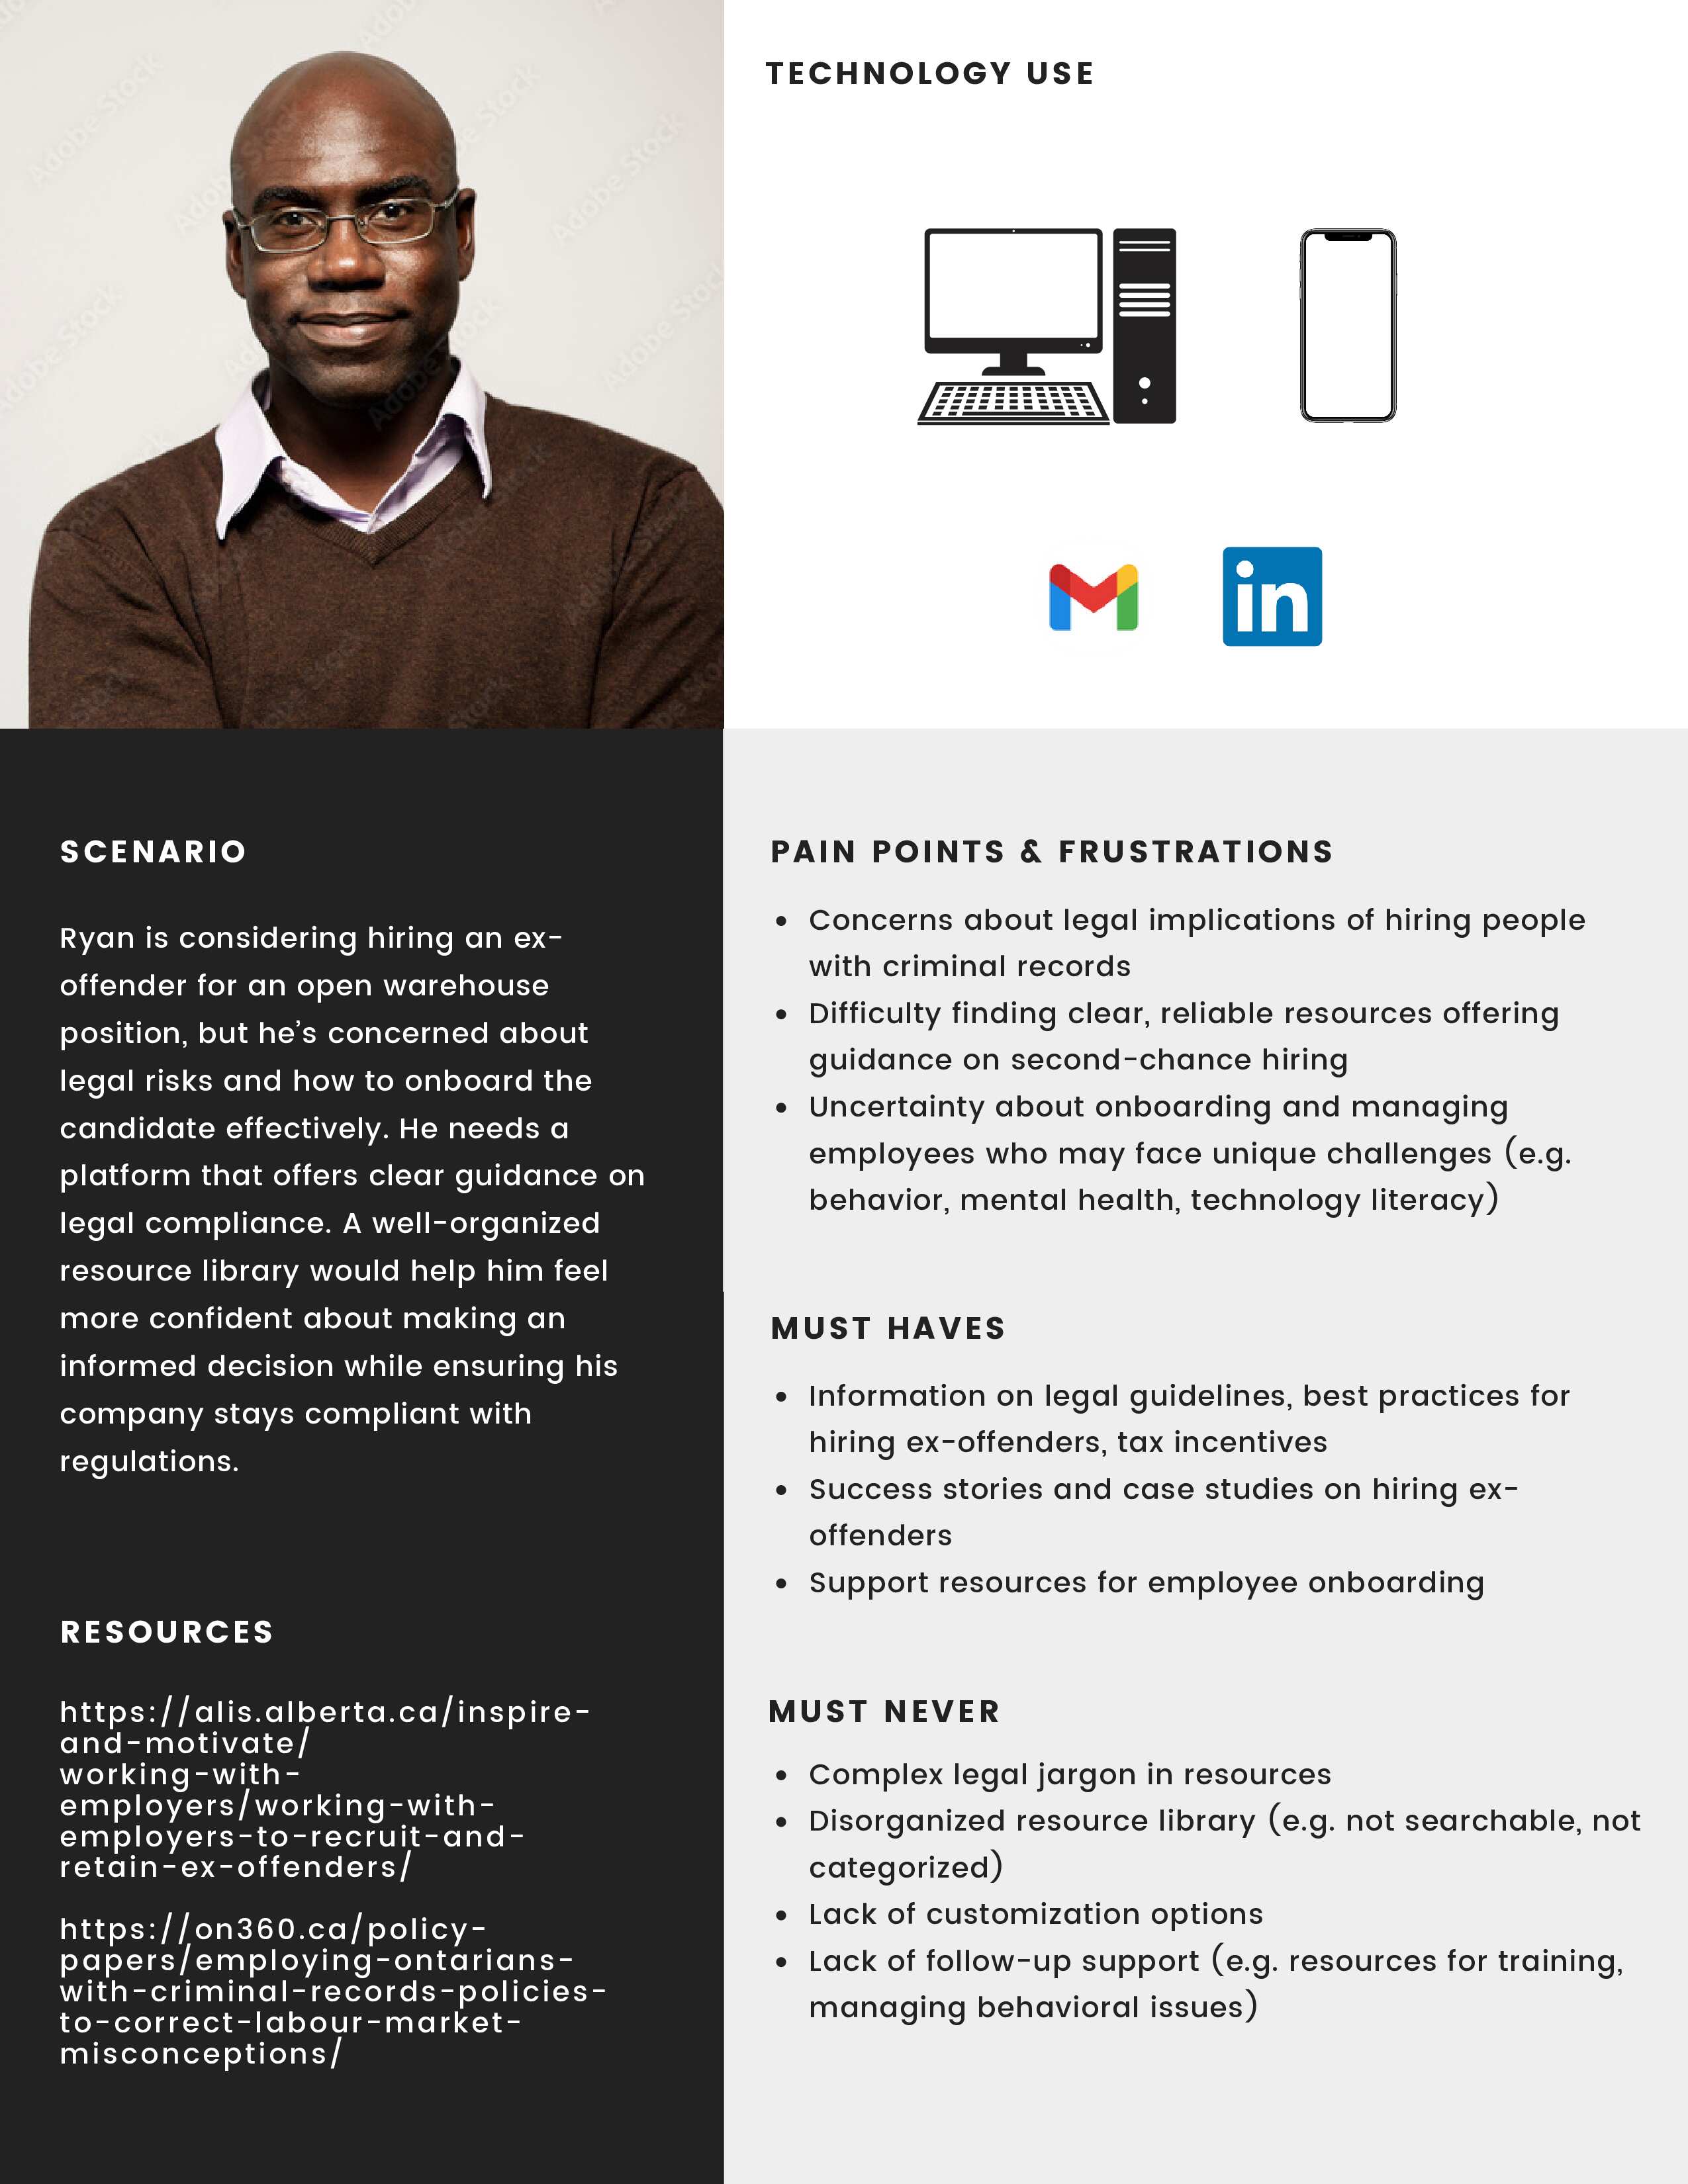 TECHNOLOGY USE
in
SCENARIO
Ryan is considering hiring an ex-
offender for an open warehouse
position, but he’s concerned about
legal risks and how to onboard the
candidate effectively. He needs a
platform that offers clear guidance on
legal compliance. A well-organized
resource library would help him feel
more confident about making an
informed decision while ensuring his
company stays compliant with
regulations.
RESOURCES
https://alis.alberta.ca/inspire-
and-motivate/
working-with-
employers/working-with-
employers-to-recruit-and-
retain-ex-offenders/
https://on360.ca/policy-
papers/employing-ontarians-
with-criminal-records-policies-
to-correct-labour-market-
misconceptions/
PAIN POINTS & FRUSTRATIONS
• Concerns about legal implications of hiring people
with criminal records
• Difficulty finding clear, reliable resources offering
guidance on second-chance hiring
• Uncertainty about onboarding and managing
employees who may face unique challenges (e.g.
behavior, mental health, technology literacy)
MUST HAVES
• Information on legal guidelines, best practices for
hiring ex-offenders, tax incentives
• Success stories and case studies on hiring ex-
offenders
• Support resources for employee onboarding
MUST NEVER
• Complex legal jargon in resources
• Disorganized resource library (e.g. not searchable, not
categorized)
• Lack of customization options
• Lack of follow-up support (e.g. resources for training,
managing behavioral issues)
Adobe Stock